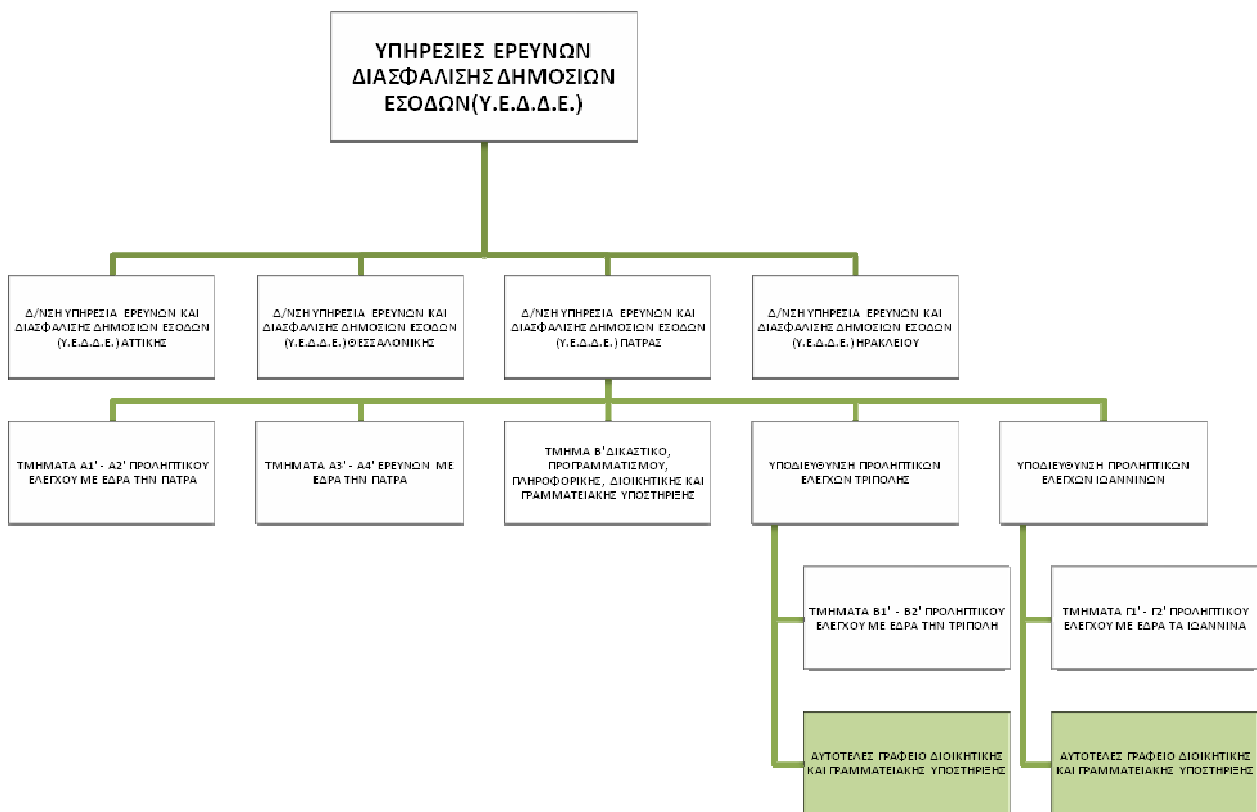 ΥΠΗΡΕΣΙΕΣ ΕΡΕΥΝΩΝ
ΔΙΑΣΦΑΛΙΣΗΣ ΔΗΜΟΣΙΩΝ
ΕΣΟΔΩΝ(Υ.Ε.Δ.Δ.Ε.)
Δ/ΝΣΗ ΥΠΗΡΕΣΙΑ ΕΡΕΥΝΩΝ ΚΑΙ
ΔΙΑΣΦΑΛΙΣΗΣ ΔΗΜΟΣΙΩΝ ΕΣΟΔΩΝ
(Υ.Ε.Δ.Δ.Ε.) ΑΤΤΙΚΗΣ
Δ/ΝΣΗ ΥΠΗΡΕΣΙΑ ΕΡΕΥΝΩΝ ΚΑΙ
ΔΙΑΣΦΑΛΙΣΗΣ ΔΗΜΟΣΙΩΝ ΕΣΟΔΩΝ
(Υ.Ε.Δ.Δ.Ε.) ΘΕΣΣΑΛΟΝΙΚΗΣ
Δ/ΝΣΗ ΥΠΗΡΕΣΙΑ ΕΡΕΥΝΩΝ ΚΑΙ
ΔΙΑΣΦΑΛΙΣΗΣ ΔΗΜΟΣΙΩΝ ΕΣΟΔΩΝ
(Υ.Ε.Δ.Δ.Ε.) ΠΑΤΡΑΣ
Δ/ΝΣΗ ΥΠΗΡΕΣΙΑ ΕΡΕΥΝΩΝ ΚΑΙ
ΔΙΑΣΦΑΛΙΣΗΣ ΔΗΜΟΣΙΩΝ ΕΣΟΔΩΝ
(Υ.Ε.Δ.Δ.Ε.) ΗΡΑΚΛΕΙΟΥ
ΤΜΗΜΑΤΑ Α1' - Α2' ΠΡΟΛΗΠΤΙΚΟΥ
ΕΛΕΓΧΟΥ ΜΕ ΕΔΡΑ ΤΗΝ ΠΑΤΡΑ
ΤΜΗΜΑΤΑ Α3' - Α4' ΕΡΕΥΝΩΝ ΜΕ
ΕΔΡΑ ΤΗΝ ΠΑΤΡΑ
ΤΜΗΜΑ Β' ΔΙΚΑΣΤΙΚΟ,
ΠΡΟΓΡΑΜΜΑΤΙΣΜΟΥ,
ΠΛΗΡΟΦΟΡΙΚΗΣ, ΔΙΟΙΚΗΤΙΚΗΣ ΚΑΙ
ΓΡΑΜΜΑΤΕΙΑΚΗΣ ΥΠΟΣΤΗΡΙΞΗΣ
ΥΠΟΔΙΕΥΘΥΝΣΗ ΠΡΟΛΗΠΤΙΚΩΝ
ΕΛΕΓΧΩΝ ΤΡΙΠΟΛΗΣ
ΥΠΟΔΙΕΥΘΥΝΣΗ ΠΡΟΛΗΠΤΙΚΩΝ
ΕΛΕΓΧΩΝ ΙΩΑΝΝΙΝΩΝ
ΤΜΗΜΑΤΑ Β1' - Β2' ΠΡΟΛΗΠΤΙΚΟΥ
ΕΛΕΓΧΟΥ ΜΕ ΕΔΡΑ ΤΗΝ ΤΡΙΠΟΛΗ
ΤΜΗΜΑΤΑ Γ1' - Γ2' ΠΡΟΛΗΠΤΙΚΟΥ
ΕΛΕΓΧΟΥ ΜΕ ΕΔΡΑ ΤΑ ΙΩΑΝΝΙΝΑ
ΑΥΤΟΤΕΛΕΣ ΓΡΑΦΕΙΟ ΔΙΟΙΚΗΤΙΚΗΣ
ΚΑΙ ΓΡΑΜΜΑΤΕΙΑΚΗΣ ΥΠΟΣΤΗΡΙΞΗΣ
ΑΥΤΟΤΕΛΕΣ ΓΡΑΦΕΙΟ ΔΙΟΙΚΗΤΙΚΗΣ
ΚΑΙ ΓΡΑΜΜΑΤΕΙΑΚΗΣ ΥΠΟΣΤΗΡΙΞΗΣ